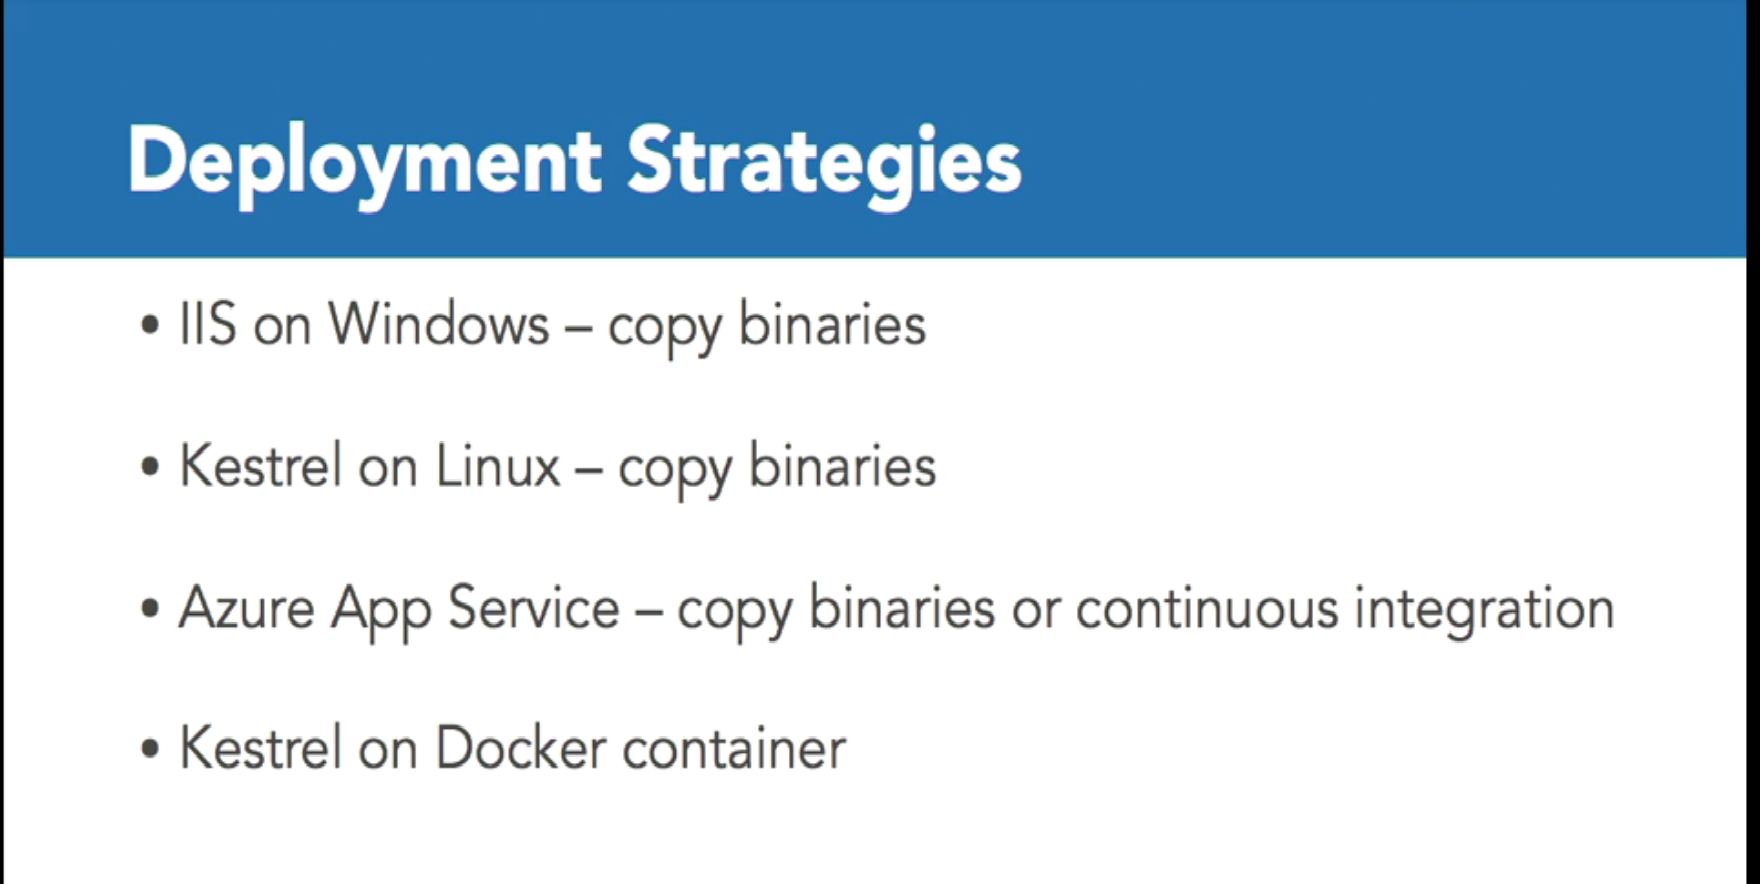 Deployment Strategies
• IIS on Windows – copy binaries
• Kestrel on Linux – copy binaries
• Azure App Service – copy binaries or continuous integration
• Kestrel on Docker container